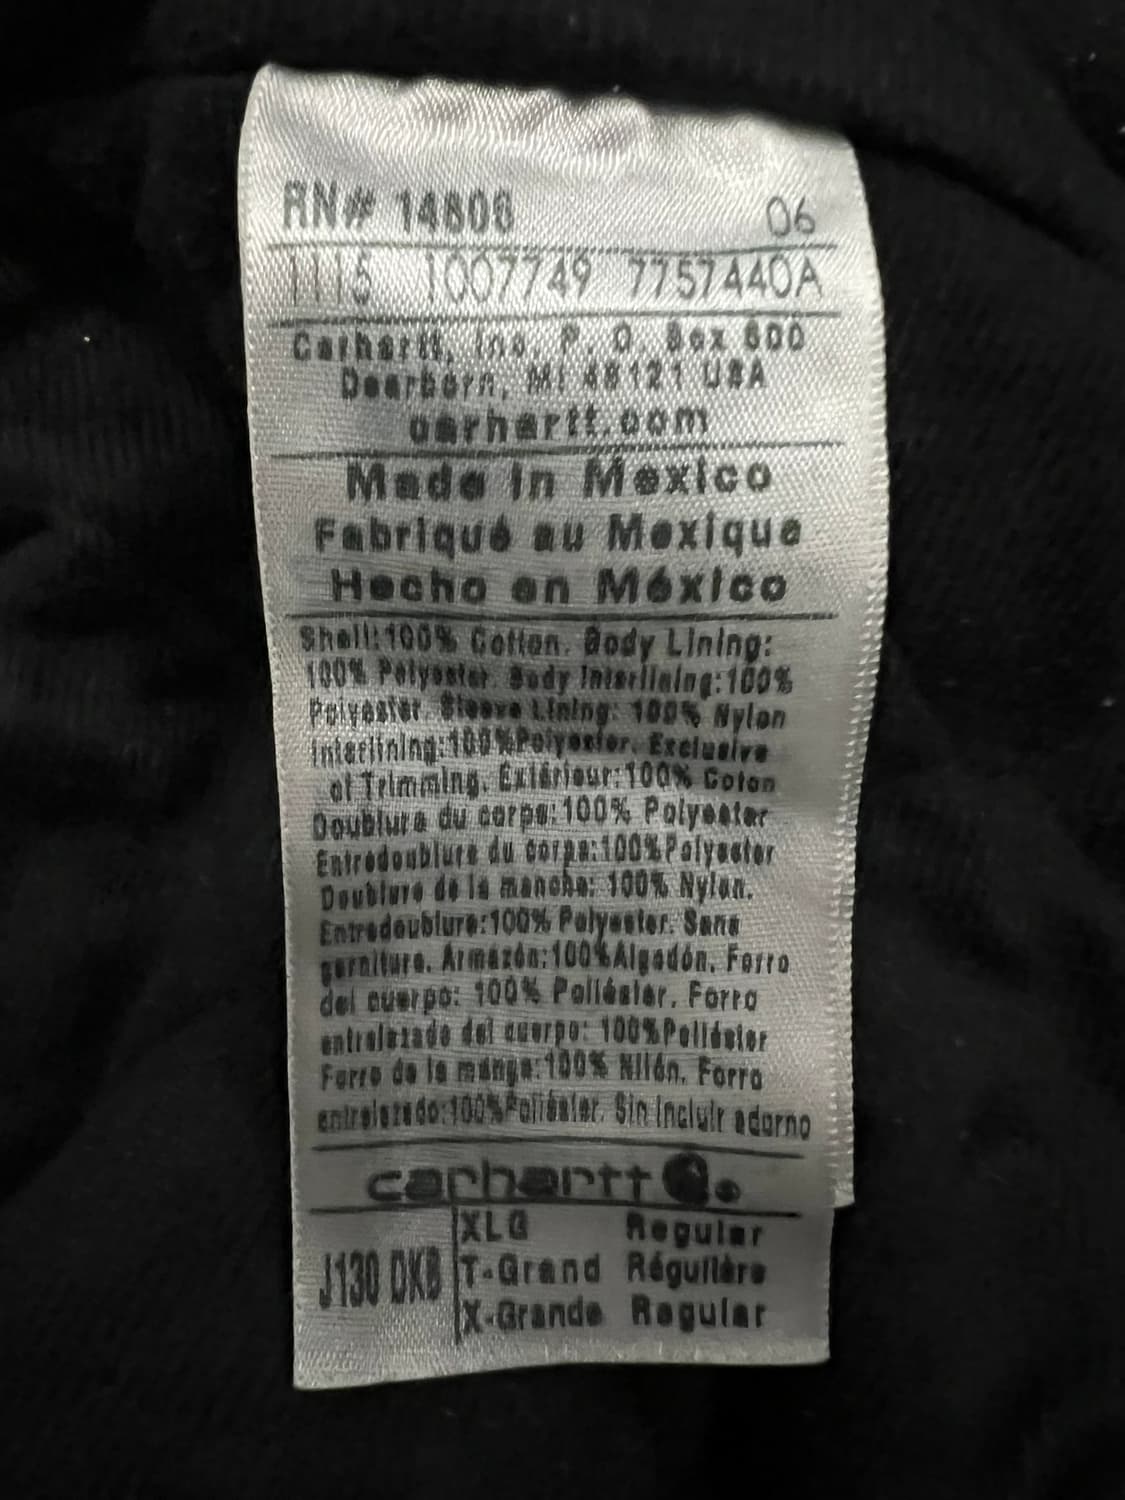 RN# 14806 06
1115 1007749 7757440A
Carhartt, Inc. P. O. Box 600
Dearborn, MI 48121 USA
carhartt.com
Made in Mexico
Fabriqué au Mexique
Hecho en México
Shell:100% Cotton. Body Lining:
100% Polyester. Body Interlining:100%
Polyester. Sleeve Lining: 100% Nylon
Interlining:100%Polyester. Exclusive
of Trimming. Extérieur:100% Coton
Doublure du corps:100% Polyester
Entredoublure du corps:100%Polyester
Doublure de la manche: 100% Nylon.
Entredoublure:100% Polyester. Sans
garniture. Armazón:100%Algodón. Forro
del cuerpo: 100% Poliéster. Forro
entrelazado del cuerpo: 100%Poliéster
Forro de la manga:100% Nilón. Forro
entrelazado:100%Poliéster. Sin incluir adorno
carhartt
J130 DKB
XLG Regular
T-Grand Régulière
X-Grande Regular